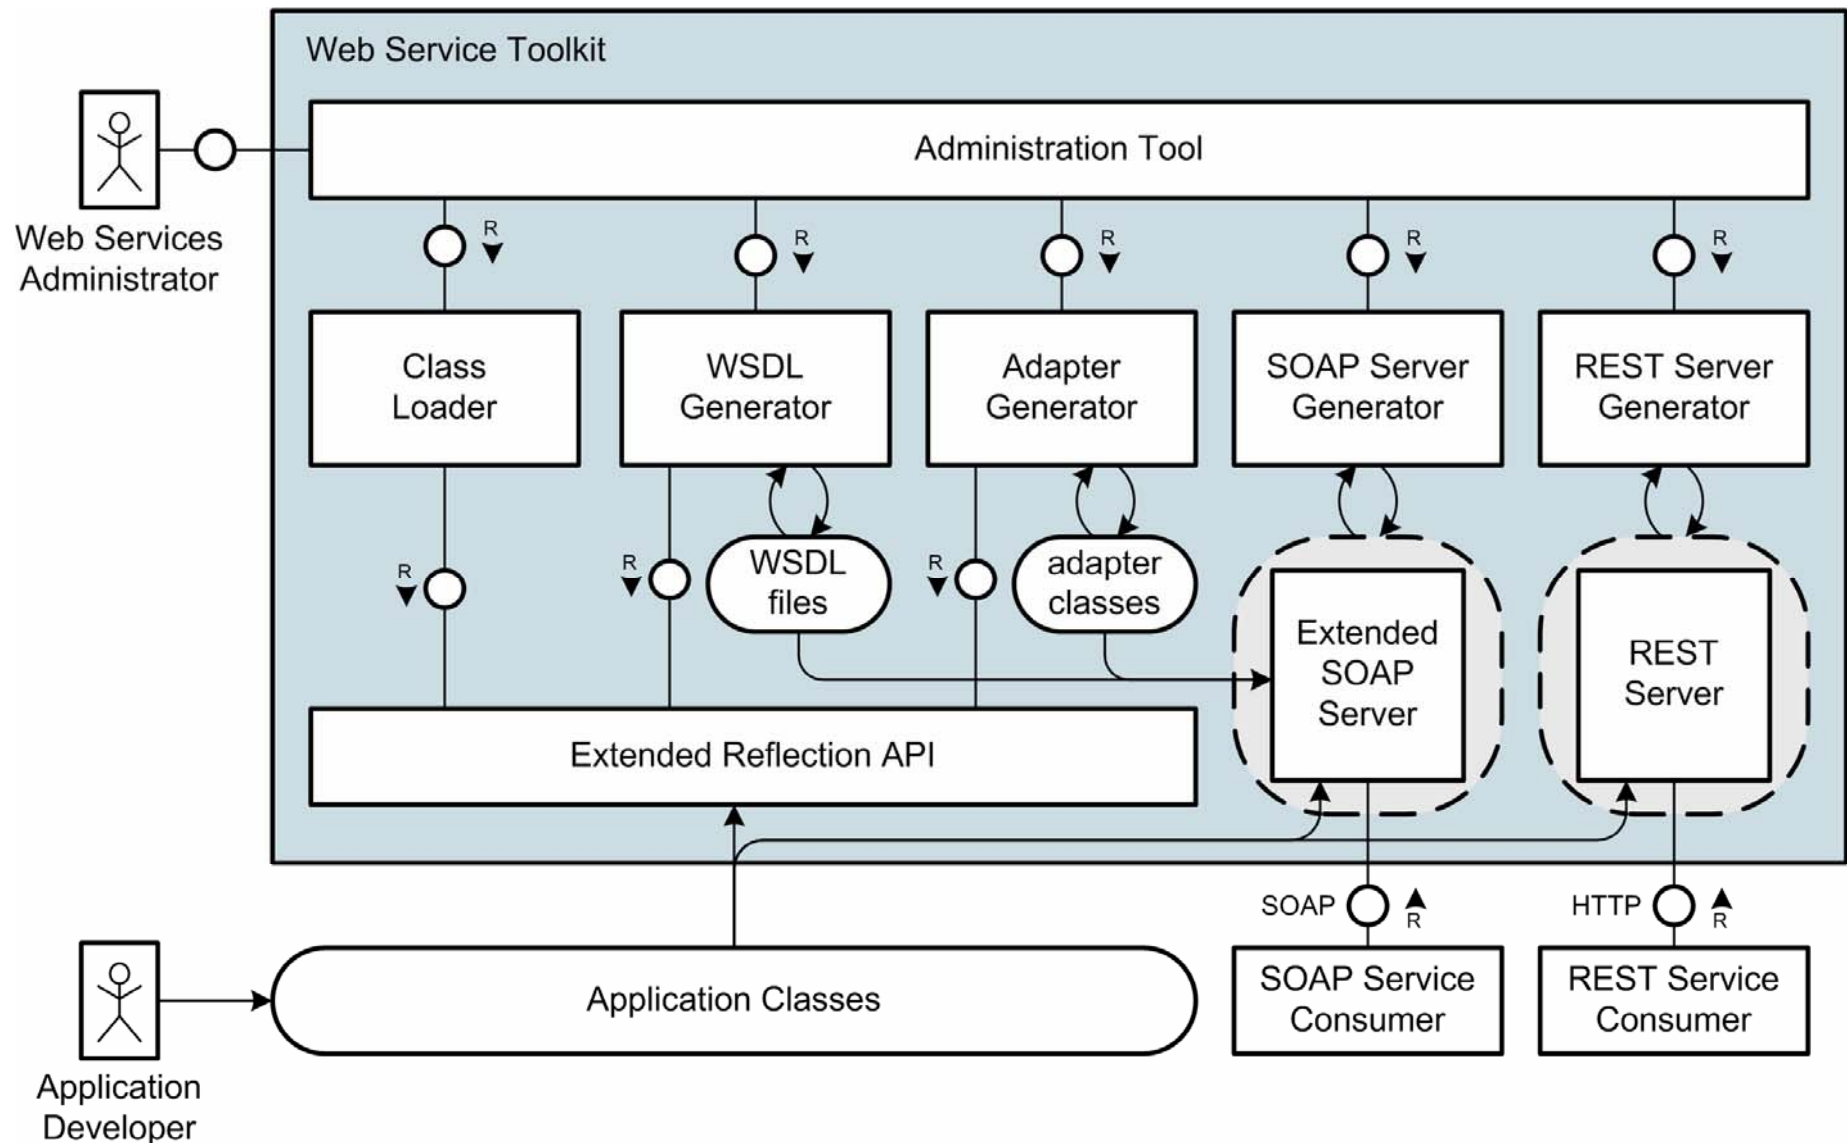 Web Service Toolkit
Administration Tool
Web Services
Administrator
R
R
R
R
R
Class
Loader
WSDL
Generator
Adapter
Generator
SOAP Server
Generator
REST Server
Generator
R
R
WSDL
files
R
adapter
classes
Extended
SOAP
Server
REST
Server
Extended Reflection API
SOAP
R
HTTP
R
Application Classes
SOAP Service
Consumer
REST Service
Consumer
Application
Developer